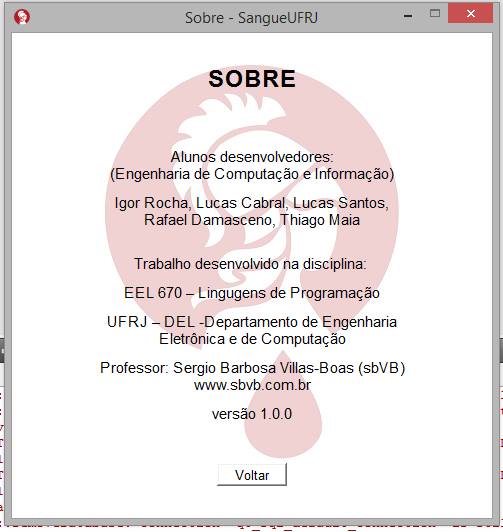 Sobre - SangueUFRJ
SOBRE
Alunos desenvolvedores:
(Engenharia de Computação e Informação)
Igor Rocha, Lucas Cabral, Lucas Santos,
Rafael Damasceno, Thiago Maia
Trabalho desenvolvido na disciplina:
EEL 670 – Lingugens de Programação
UFRJ – DEL -Departamento de Engenharia
Eletrônica e de Computação
Professor: Sergio Barbosa Villas-Boas (sbVB)
www.sbvb.com.br
versão 1.0.0
Voltar